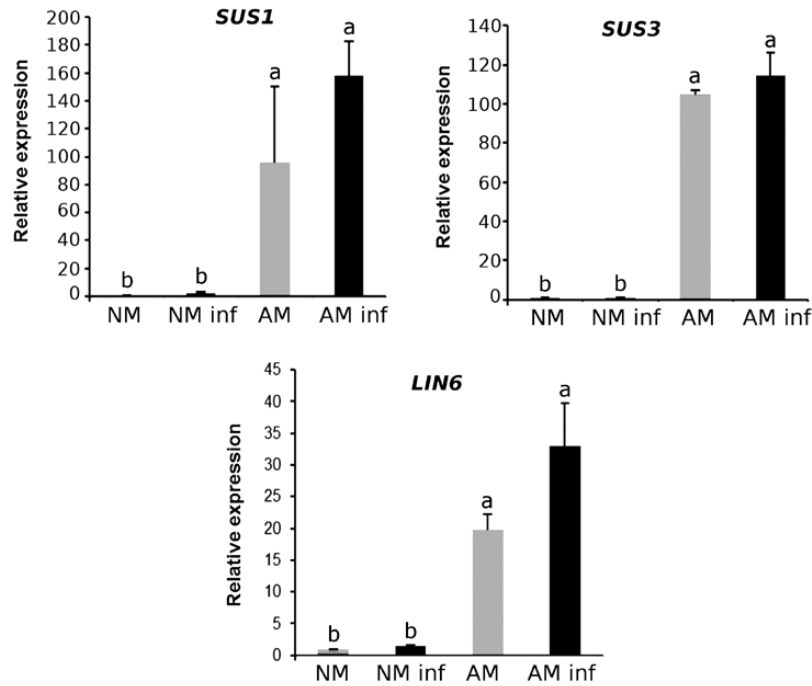 SUS1
Relative expression
200
180
160
140
120
100
80
60
40
20
0
b
b
a
a
NM
NM inf
AM
AM inf
SUS3
Relative expression
140
120
100
80
60
40
20
0
b
b
a
a
NM
NM inf
AM
AM inf
LIN6
Relative expression
45
40
35
30
25
20
15
10
5
0
b
b
a
a
NM
NM inf
AM
AM inf